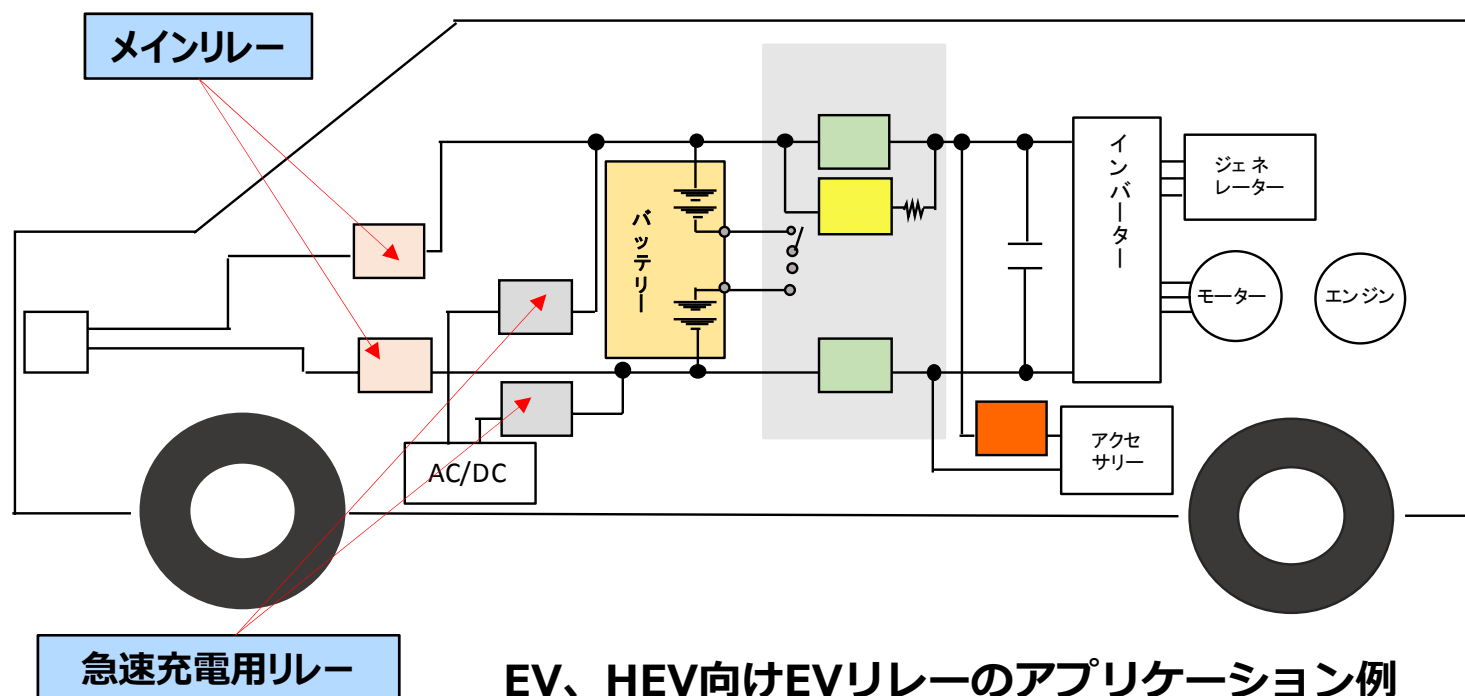 メインリレー
バッテリー
インバーター
ジェネ
レーター
モーター
エンジン
アクセ
サリー
AC/DC
急速充電用リレー
EV、HEV向けEVリレーのアプリケーション例